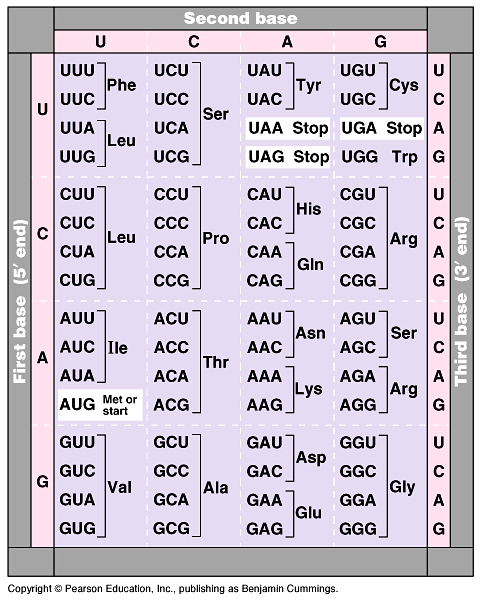 Second base
U C A G
First base (5′ end)
Third base (3′ end)
U
UUU UCU UAU UGU U
Phe Tyr Cys
UUC UCC UAC UGC C
Ser
UUA UCA UAA Stop UGA Stop A
Leu
UUG UCG UAG Stop UGG Trp G
C
CUU CCU CAU CGU U
His
CUC CCC CAC CGC C
Leu Pro Arg
CUA CCA CAA CGA A
Gln
CUG CCG CAG CGG G
A
AUU ACU AAU AGU U
Asn Ser
AUC Ile ACC AAC AGC C
Thr
AUA ACA AAA AGA A
Lys Arg
AUG Met or start ACG AAG AGG G
G
GUU GCU GAU GGU U
Asp
GUC GCC GAC GGC C
Val Ala Gly
GUA GCA GAA GGA A
Glu
GUG GCG GAG GGG G
Copyright © Pearson Education, Inc., publishing as Benjamin Cummings.